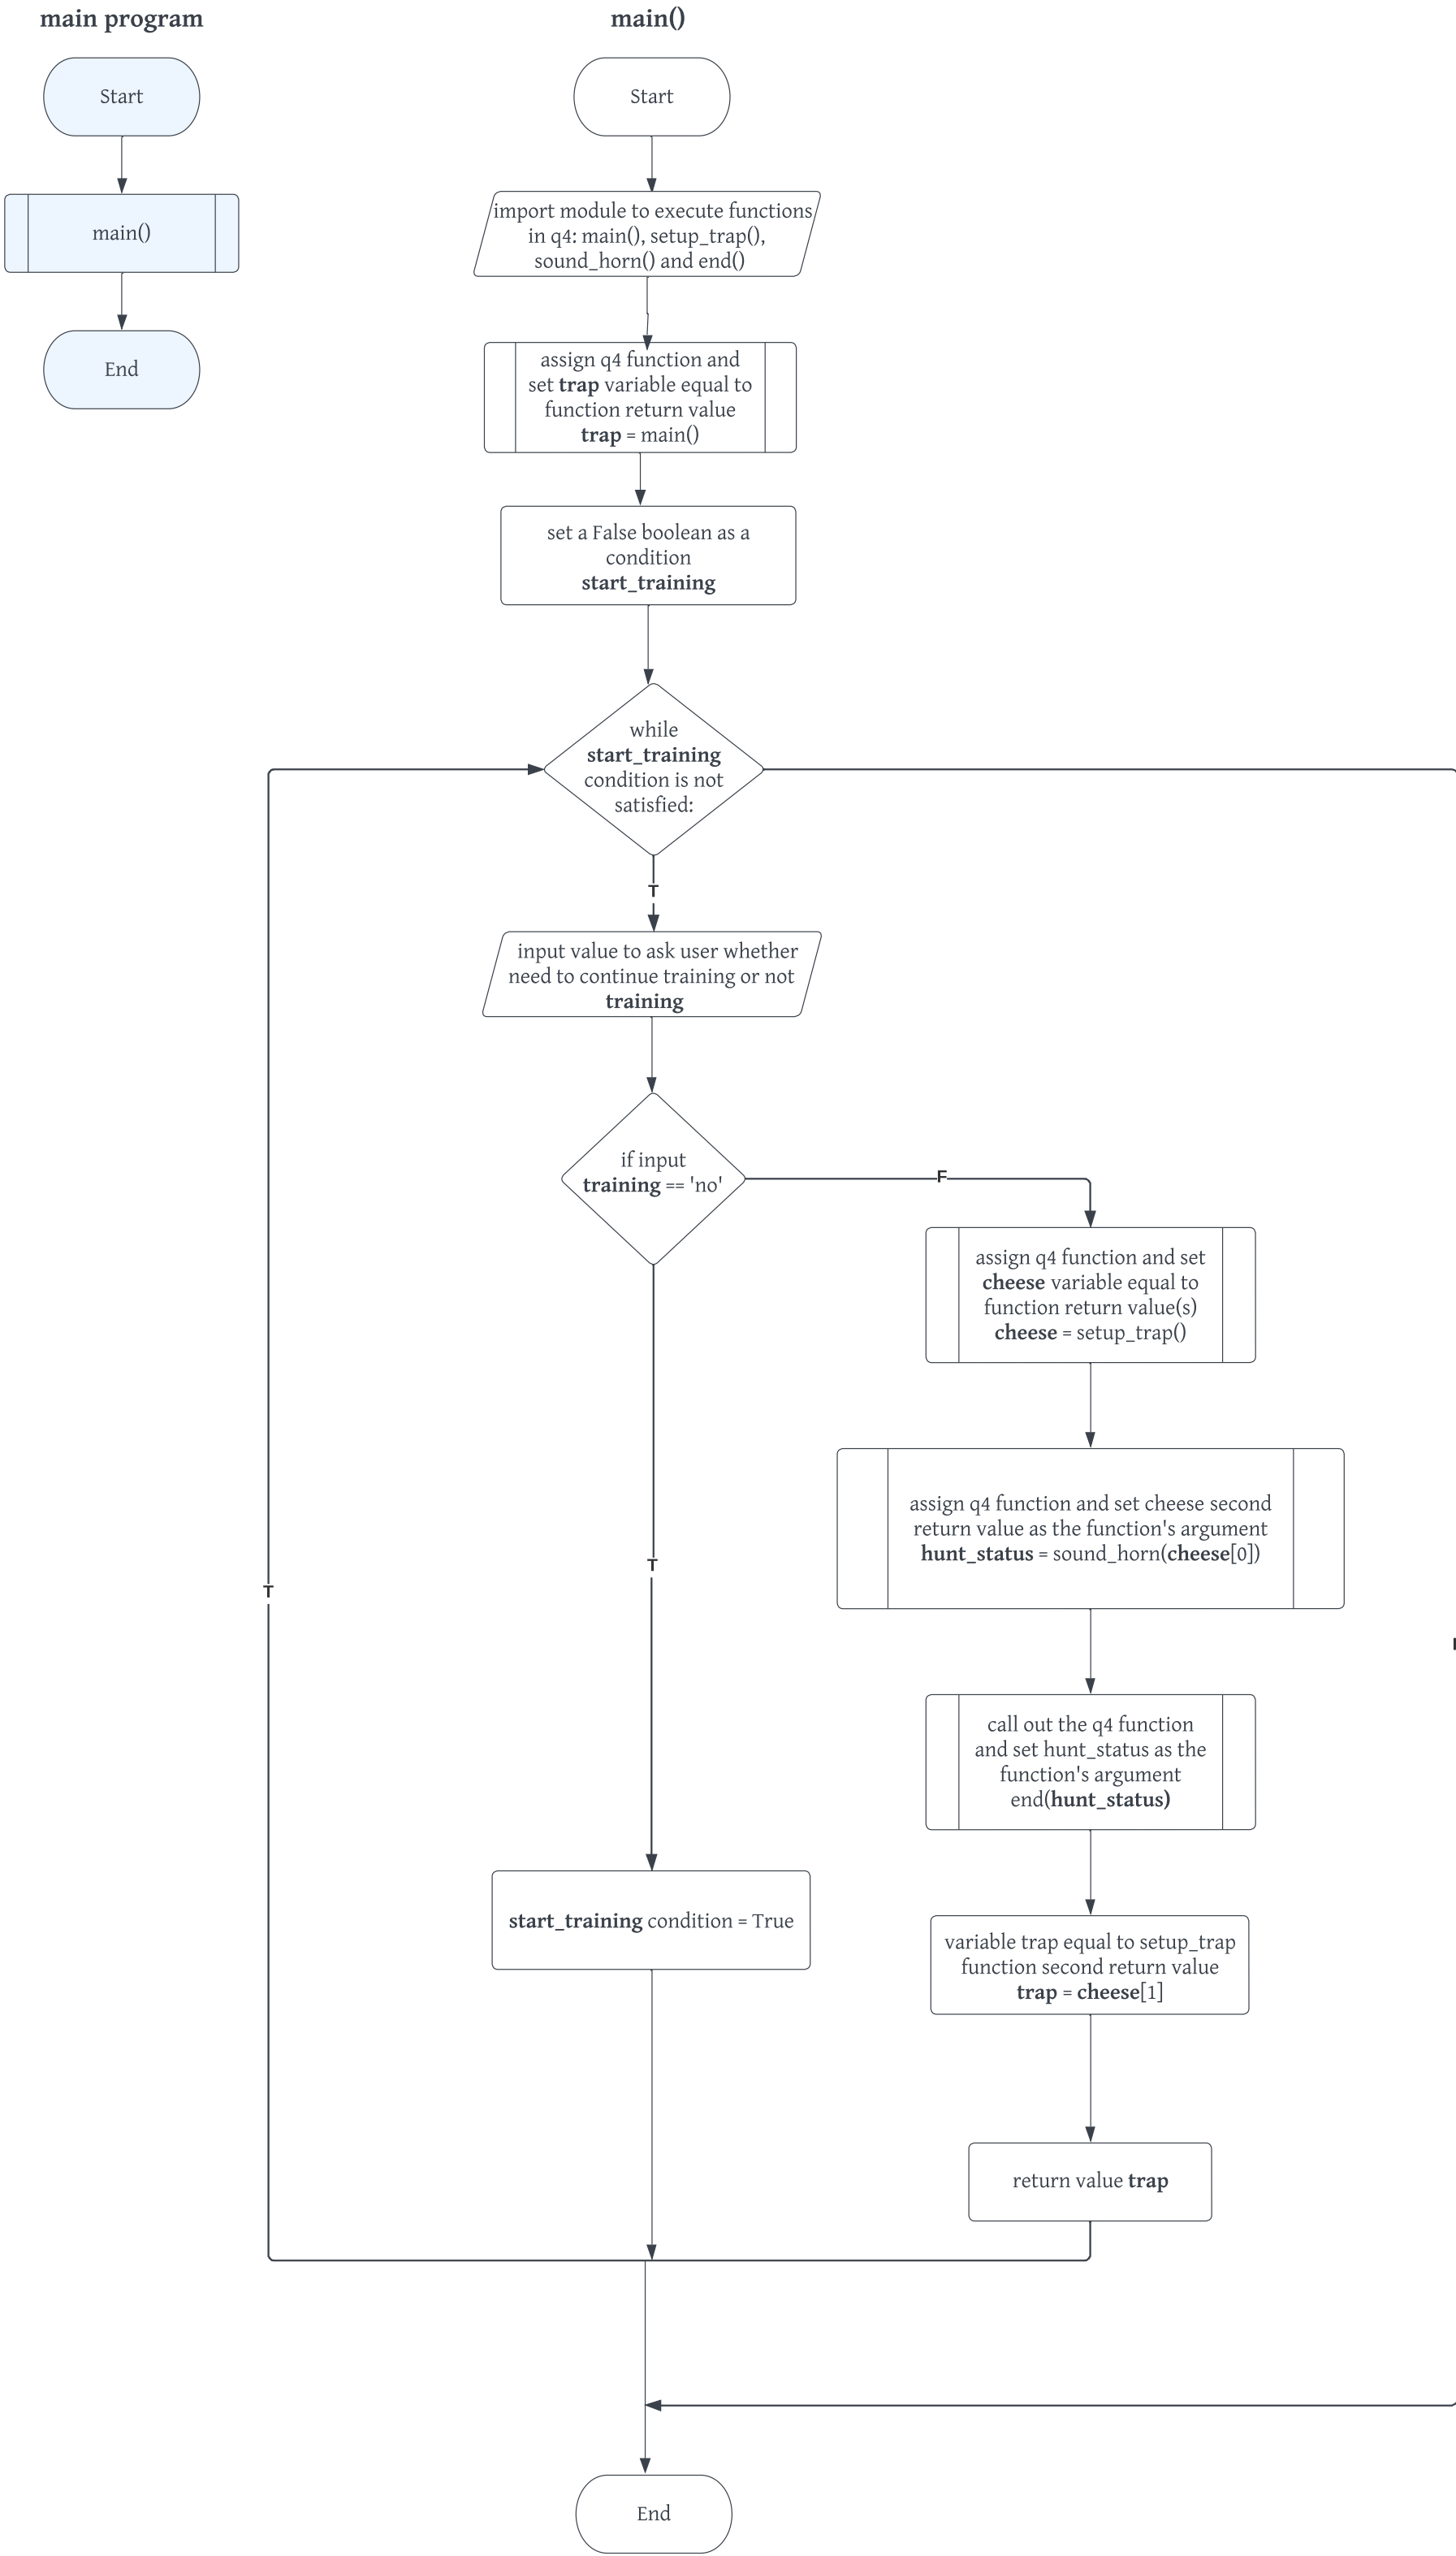 main program
Start
main()
End
main()
Start
import module to execute functions
in q4: main(), setup_trap(),
sound_horn() and end()
assign q4 function and
set trap variable equal to
function return value
trap = main()
set a False boolean as a
condition
start_training
while
start_training
condition is not
satisfied:
T
input value to ask user whether
need to continue training or not
training
if input
training == 'no'
F
assign q4 function and set
cheese variable equal to
function return value(s)
cheese = setup_trap()
assign q4 function and set cheese second
return value as the function's argument
hunt_status = sound_horn(cheese[0])
T
T
call out the q4 function
and set hunt_status as the
function's argument
end(hunt_status)
start_training condition = True
variable trap equal to setup_trap
function second return value
trap = cheese[1]
return value trap
End